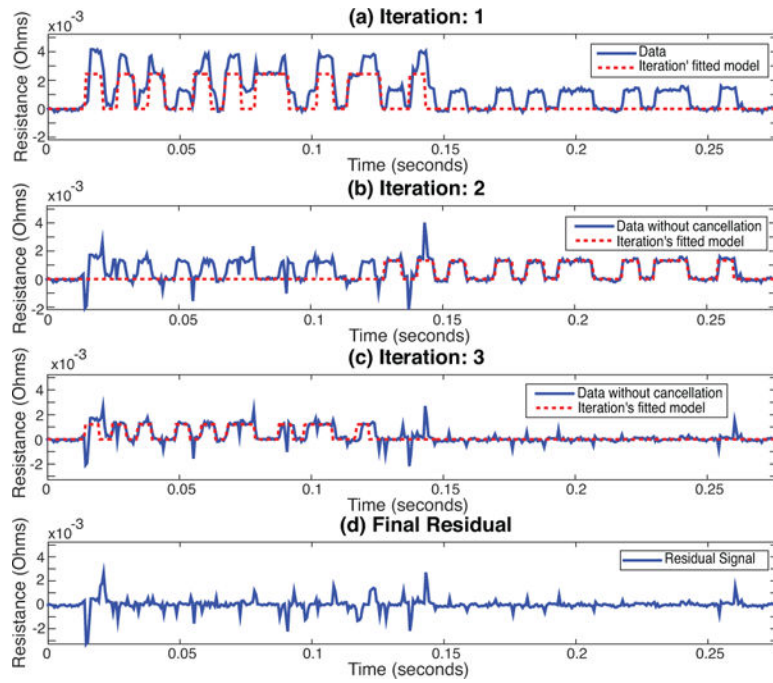 (a) Iteration: 1
x10⁻³
Resistance (Ohms)
4
2
0
-2
Data
Iteration' fitted model
0
0.05
0.1
0.15
0.2
0.25
Time (seconds)
(b) Iteration: 2
x10⁻³
Resistance (Ohms)
4
2
0
-2
Data without cancellation
Iteration's fitted model
0
0.05
0.1
0.15
0.2
0.25
Time (seconds)
(c) Iteration: 3
x10⁻³
Resistance (Ohms)
4
2
0
-2
Data without cancellation
Iteration's fitted model
0
0.05
0.1
0.15
0.2
0.25
Time (seconds)
(d) Final Residual
x10⁻³
Resistance (Ohms)
4
2
0
-2
Residual Signal
0
0.05
0.1
0.15
0.2
0.25
Time (seconds)